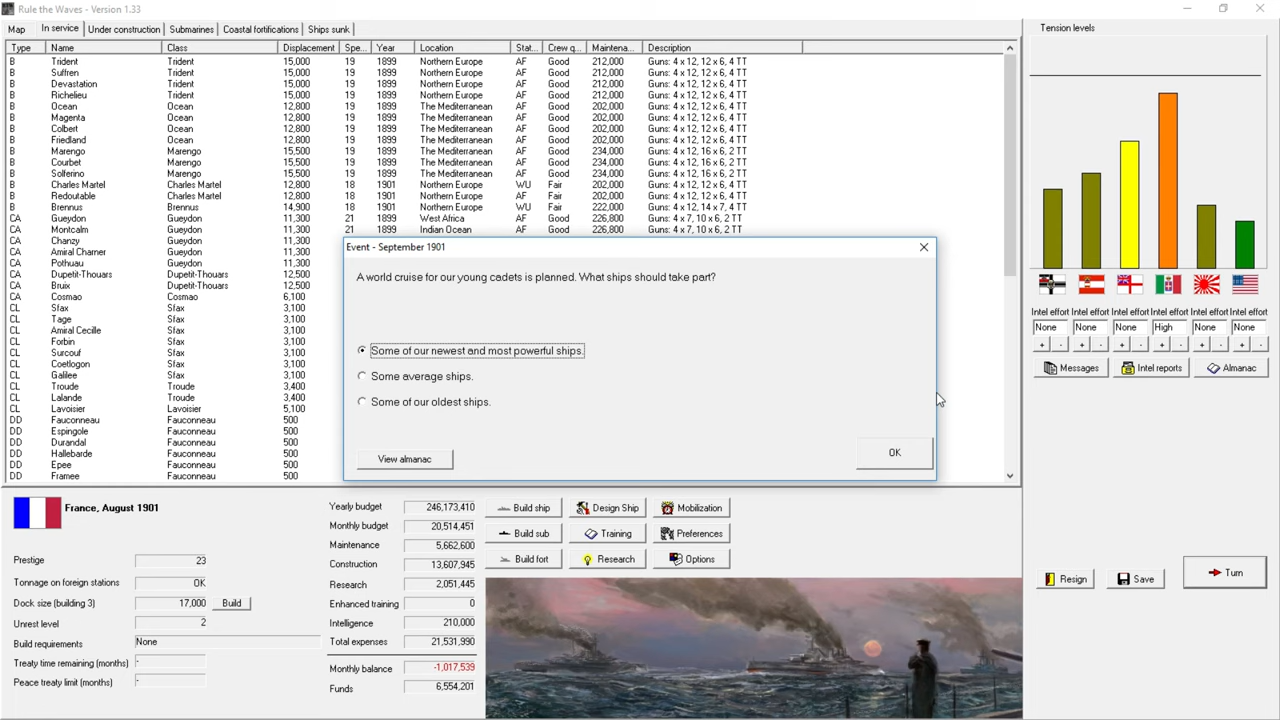 Rule the Waves - Version 1.33
Map In service Under construction Submarines Coastal fortifications Ships sunk
Type Name Class Displacement Spe... Year Location Stat... Crew q... Maintena... Description
B Trident Trident 15,000 19 1899 Northern Europe AF Good 212,000 Guns: 4 x 12, 12 x 6, 4 TT
B Suffren Trident 15,000 19 1899 Northern Europe AF Good 212,000 Guns: 4 x 12, 12 x 6, 4 TT
B Devastation Trident 15,000 19 1899 Northern Europe AF Good 212,000 Guns: 4 x 12, 12 x 6, 4 TT
B Richelieu Trident 15,000 19 1899 Northern Europe AF Good 212,000 Guns: 4 x 12, 12 x 6, 4 TT
B Ocean Ocean 12,800 19 1899 The Mediterranean AF Good 202,000 Guns: 4 x 12, 12 x 6, 4 TT
B Magenta Ocean 12,800 19 1899 The Mediterranean AF Good 202,000 Guns: 4 x 12, 12 x 6, 4 TT
B Colbert Ocean 12,800 19 1899 The Mediterranean AF Good 202,000 Guns: 4 x 12, 12 x 6, 4 TT
B Friedland Ocean 12,800 19 1899 The Mediterranean AF Good 202,000 Guns: 4 x 12, 12 x 6, 4 TT
B Marengo Marengo 15,500 19 1899 The Mediterranean AF Good 234,000 Guns: 4 x 12, 16 x 6, 2 TT
B Courbet Marengo 15,500 19 1899 The Mediterranean AF Good 234,000 Guns: 4 x 12, 16 x 6, 2 TT
B Solferino Marengo 15,500 19 1899 The Mediterranean AF Good 234,000 Guns: 4 x 12, 16 x 6, 2 TT
B Charles Martel Charles Martel 12,800 18 1901 Northern Europe WU Fair 202,000 Guns: 4 x 12, 12 x 6, 4 TT
B Redoutable Charles Martel 12,800 18 1901 Northern Europe AF Fair 202,000 Guns: 4 x 12, 12 x 6, 4 TT
B Brennus Brennus 14,900 18 1901 Northern Europe WU Fair 222,000 Guns: 4 x 12, 14 x 7, 4 TT
CA Gueydon Gueydon 11,300 21 1899 West Africa AF Good 226,800 Guns: 4 x 7, 10 x 6, 2 TT
CA Montcalm Gueydon 11,300 21 1899 Indian Ocean AF Good 226,800 Guns: 4 x 7, 10 x 6, 2 TT
CA Chanzy Gueydon 11,300
CA Amiral Charner Gueydon 11,300
CA Pothuau Gueydon 11,300
CA Dupetit-Thouars Dupetit-Thouars 12,500
CA Bruix Dupetit-Thouars 12,500
CA Cosmao Cosmao 6,100
CL Sfax Sfax 3,100
CL Tage Sfax 3,100
CL Amiral Cecille Sfax 3,100
CL Forbin Sfax 3,100
CL Surcouf Sfax 3,100
CL Coetlogon Sfax 3,100
CL Galilee Sfax 3,100
CL Troude Troude 3,400
CL Lalande Troude 3,400
CL Lavoisier Lavoisier 5,100
DD Fauconneau Fauconneau 500
DD Espingole Fauconneau 500
DD Durandal Fauconneau 500
DD Hallebarde Fauconneau 500
DD Epee Fauconneau 500
DD Framee Fauconneau 500
Event - September 1901
A world cruise for our young cadets is planned. What ships should take part?
Some of our newest and most powerful ships.
Some average ships.
Some of our oldest ships.
View almanac OK
Tension levels
Intel effort Intel effort Intel effort Intel effort Intel effort Intel effort
None None None High None None
+ - + - + - + - + - + -
Messages Intel reports Almanac
France, August 1901
Prestige 23
Tonnage on foreign stations OK
Dock size (building 3) 17,000 Build
Unrest level 2
Build requirements None
Treaty time remaining (months) -
Peace treaty limit (months) -
Yearly budget 246,173,410
Monthly budget 20,514,451
Maintenance 5,662,600
Construction 13,607,945
Research 2,051,445
Enhanced training 0
Intelligence 210,000
Total expenses 21,531,990
Monthly balance -1,017,539
Funds 6,554,201
Build ship Design Ship Mobilization
Build sub Training Preferences
Build fort Research Options
Resign Save Turn